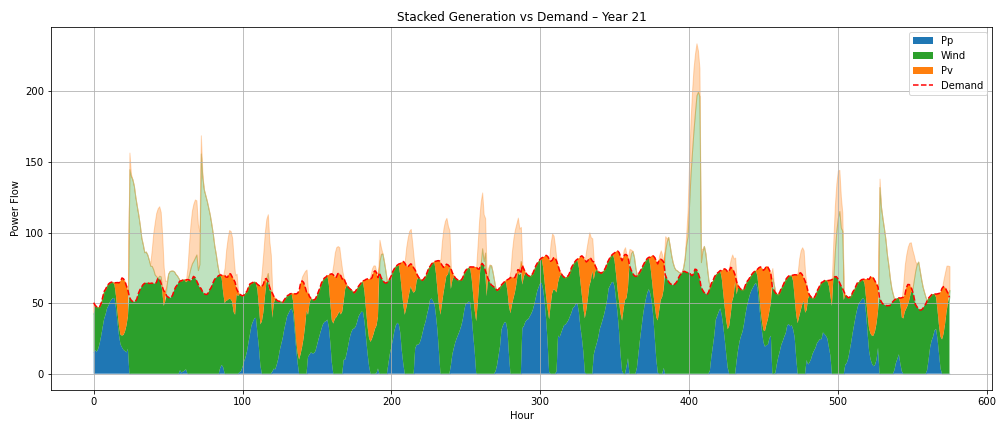 Stacked Generation vs Demand – Year 21
Pp
Wind
Pv
Demand
200
150
100
50
0
Power Flow
0 100 200 300 400 500 600
Hour